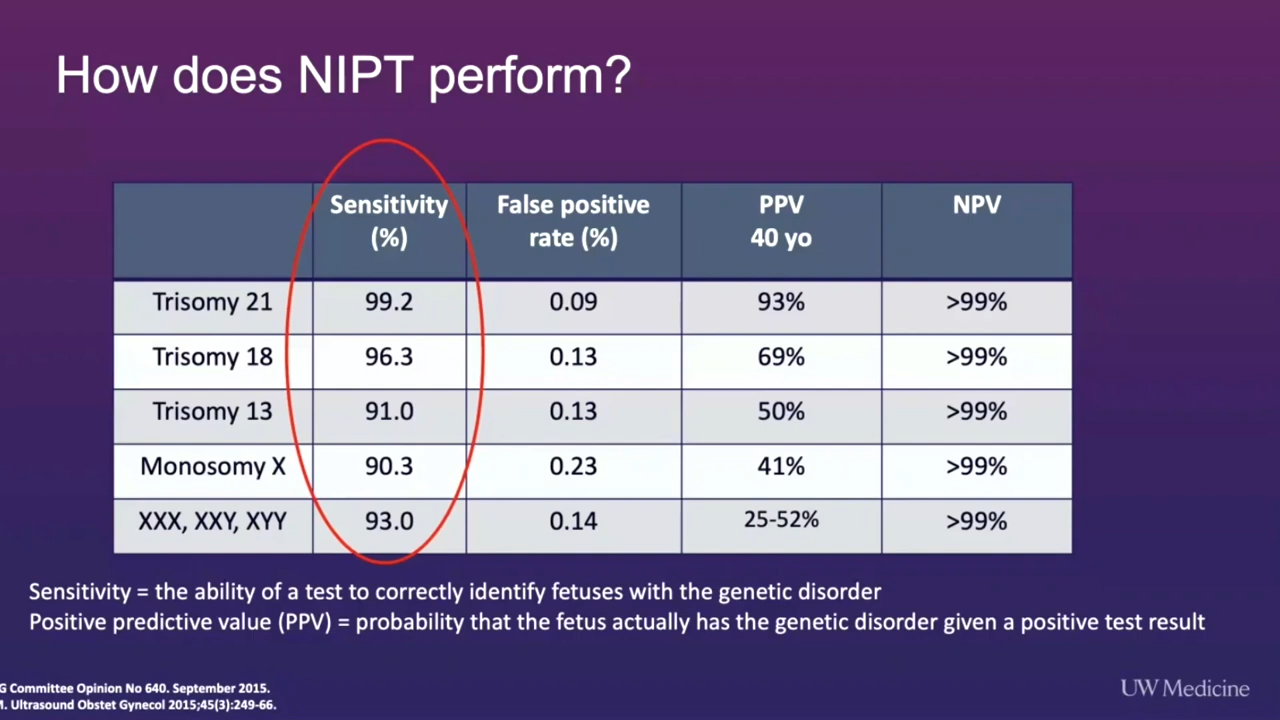 How does NIPT perform?
Sensitivity (%) False positive rate (%) PPV 40 yo NPV
Trisomy 21 99.2 0.09 93% >99%
Trisomy 18 96.3 0.13 69% >99%
Trisomy 13 91.0 0.13 50% >99%
Monosomy X 90.3 0.23 41% >99%
XXX, XXY, XYY 93.0 0.14 25-52% >99%
Sensitivity = the ability of a test to correctly identify fetuses with the genetic disorder
Positive predictive value (PPV) = probability that the fetus actually has the genetic disorder given a positive test result
G Committee Opinion No 640. September 2015.
M. Ultrasound Obstet Gynecol 2015;45(3):249-66.
UW Medicine